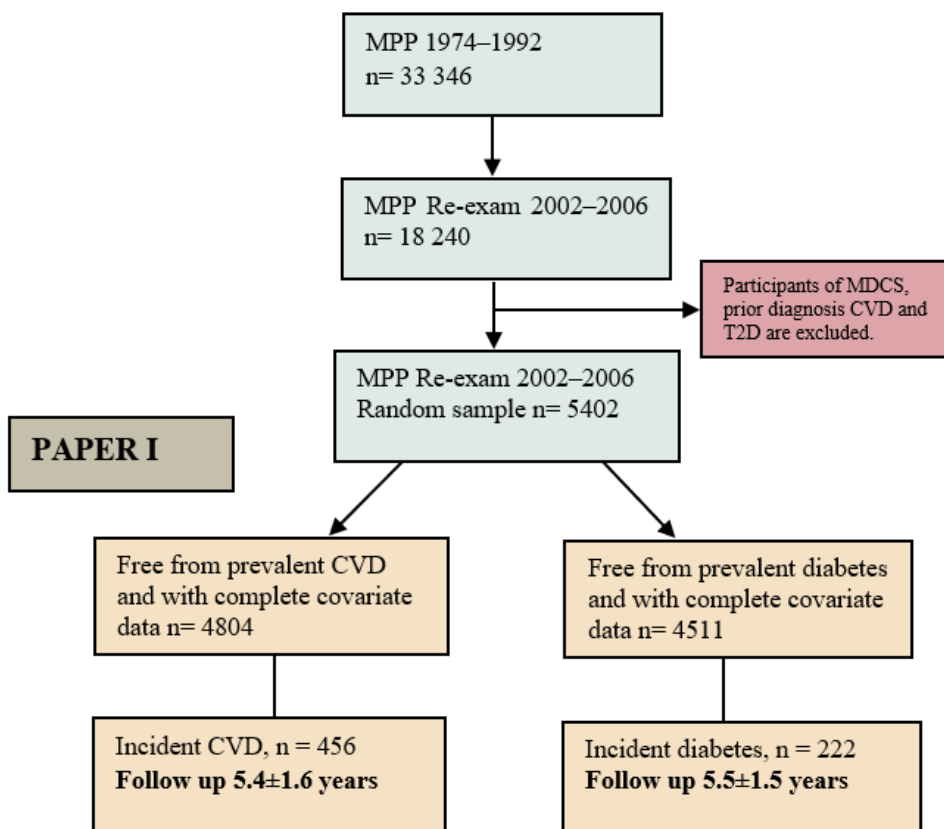 MPP 1974–1992
n= 33 346
MPP Re-exam 2002–2006
n= 18 240
Participants of MDCS,
prior diagnosis CVD and
T2D are excluded.
MPP Re-exam 2002–2006
Random sample n= 5402
PAPER I
Free from prevalent CVD
and with complete covariate
data n= 4804
Free from prevalent diabetes
and with complete covariate
data n= 4511
Incident CVD, n = 456
Follow up 5.4±1.6 years
Incident diabetes, n = 222
Follow up 5.5±1.5 years